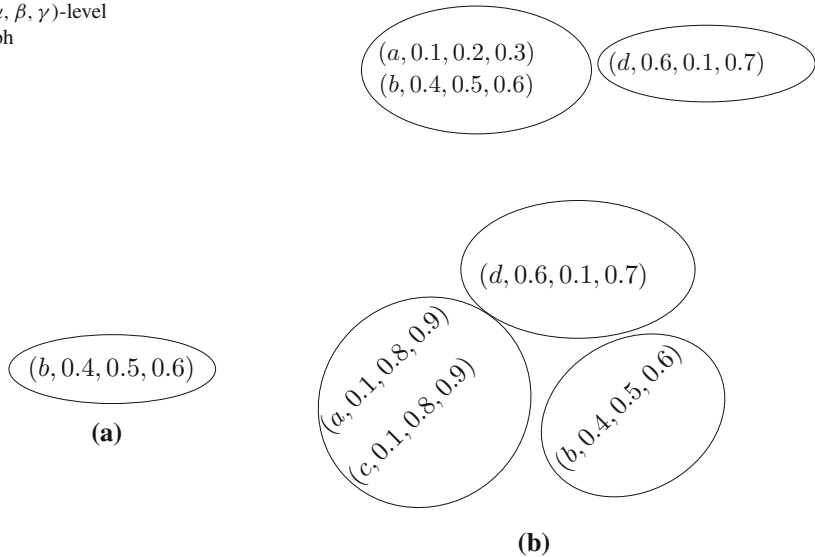 , β, γ)-level
(a, 0.1, 0.2, 0.3)
(b, 0.4, 0.5, 0.6)
(d, 0.6, 0.1, 0.7)
(d, 0.6, 0.1, 0.7)
(a, 0.1, 0.8, 0.9)
(c, 0.1, 0.8, 0.9)
(b, 0.4, 0.5, 0.6)
(b, 0.4, 0.5, 0.6)
(a)
(b)